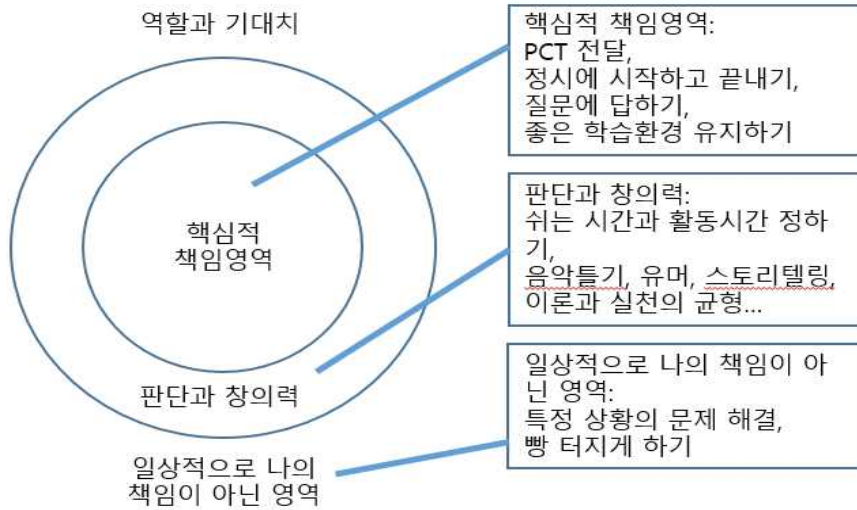 역할과 기대치
핵심적
책임영역
판단과 창의력
일상적으로 나의
책임이 아닌 영역
핵심적 책임영역:
PCT 전달,
정시에 시작하고 끝내기,
질문에 답하기,
좋은 학습환경 유지하기
판단과 창의력:
쉬는 시간과 활동시간 정하
기,
음악틀기, 유머, 스토리텔링,
이론과 실천의 균형...
일상적으로 나의 책임이 아
닌 영역:
특정 상황의 문제 해결,
빵 터지게 하기